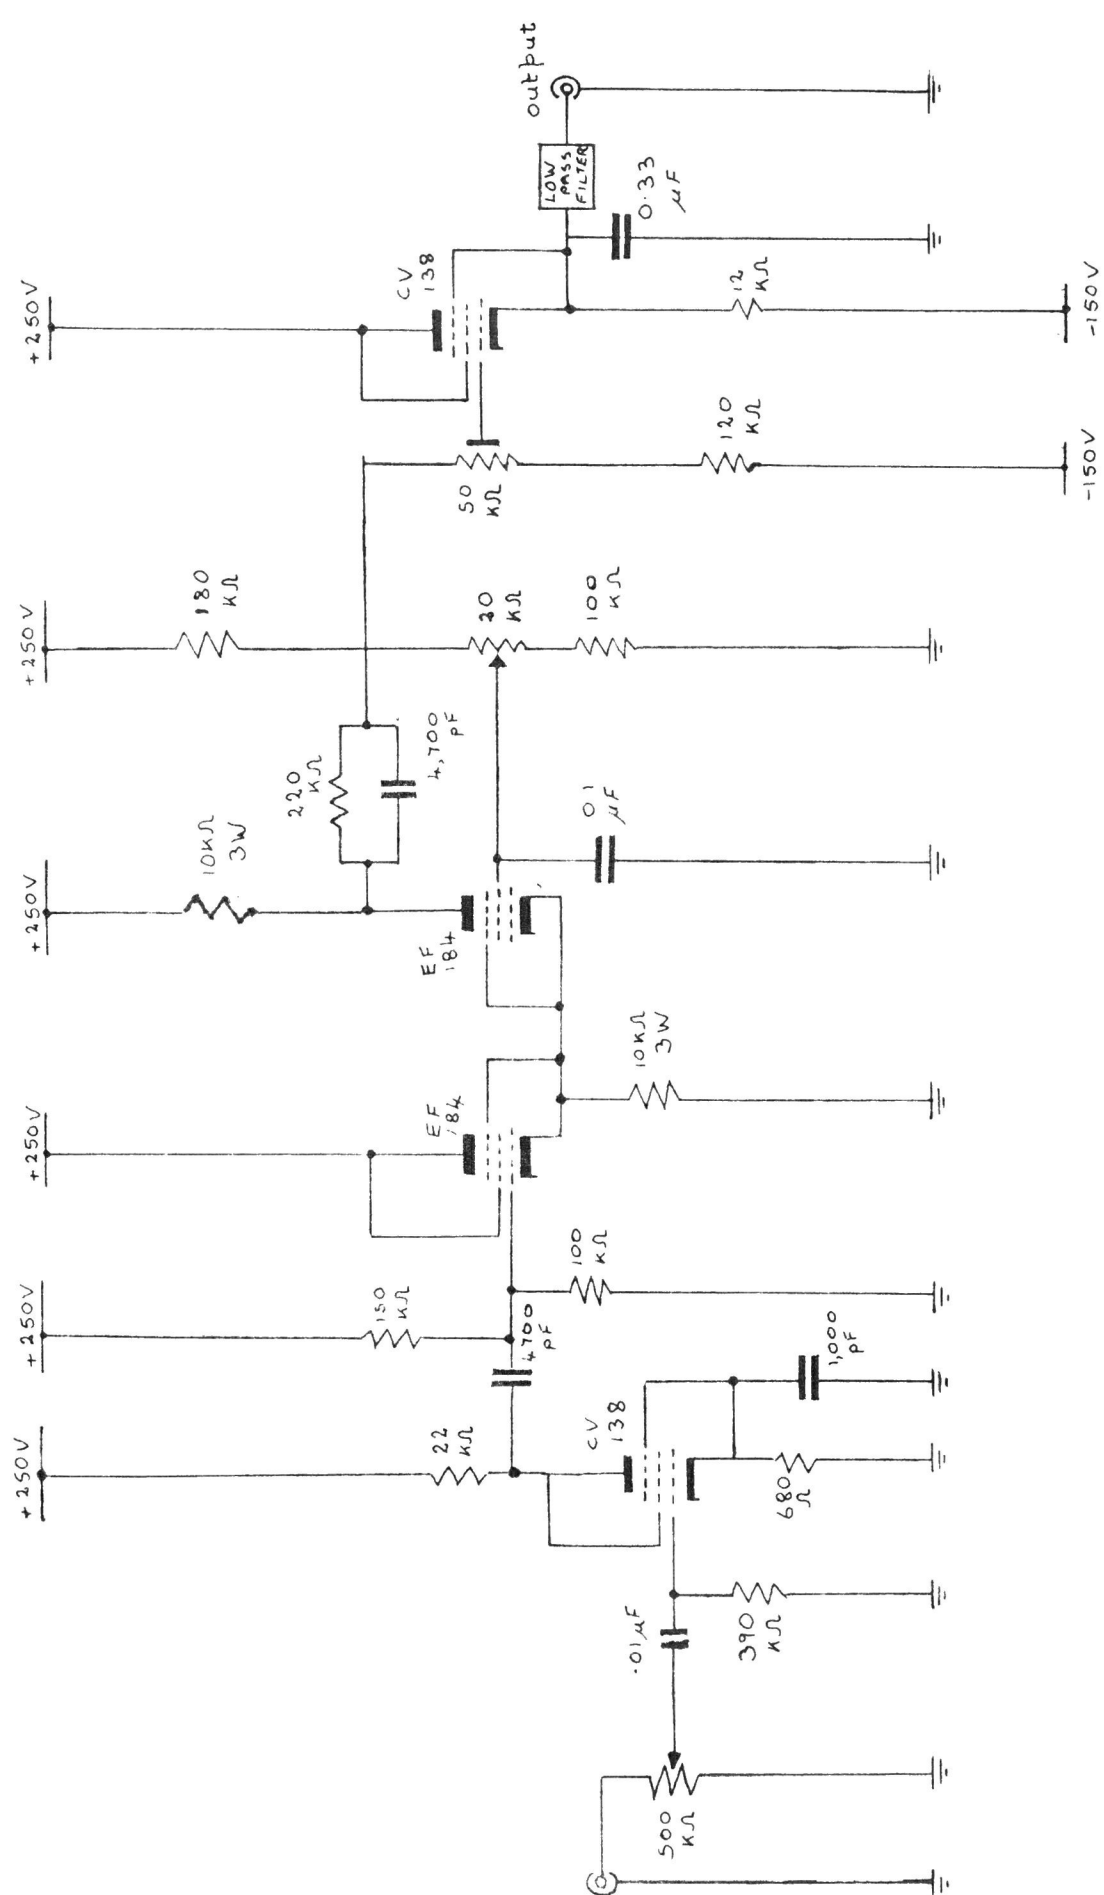 +250V
+250V
+250V
+250V
+250V
+250V
500
KΩ
.01μF
390
KΩ
680
Ω
1,000
pF
CV
138
22
KΩ
4700
pF
150
KΩ
100
KΩ
EF
184
10KΩ
3W
EF
184
10KΩ
3W
220
KΩ
4,700
pF
0.1
μF
180
KΩ
20
KΩ
100
KΩ
50
KΩ
120
KΩ
-150V
CV
138
12
KΩ
-150V
0.33
μF
LOW
PASS
FILTER
output